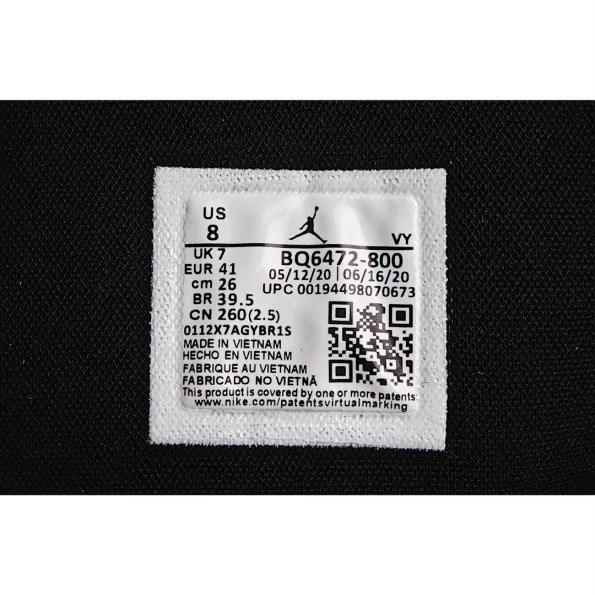 US
8
VY
UK 7
BQ6472-800
EUR 41
05/12/20 | 06/16/20
cm 26
UPC 00194498070673
BR 39.5
CN 260(2.5)
0112X7AGYBR1S
MADE IN VIETNAM
HECHO EN VIETNAM
FABRIQUE AU VIETNAM
FABRICADO NO VIETNÃ
This product is covered by one or more patents:
www.nike.com/patentsvirtualmarking